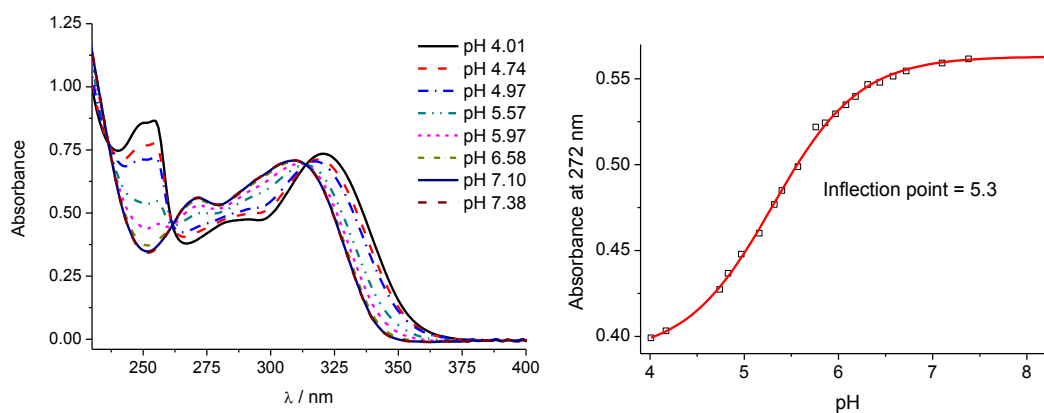 1.25
1.00
0.75
0.50
0.25
0.00
Absorbance
250
275
300
325
350
375
400
λ / nm
pH 4.01
pH 4.74
pH 4.97
pH 5.57
pH 5.97
pH 6.58
pH 7.10
pH 7.38
0.55
0.50
0.45
0.40
Absorbance at 272 nm
Inflection point = 5.3
4
5
6
7
8
pH